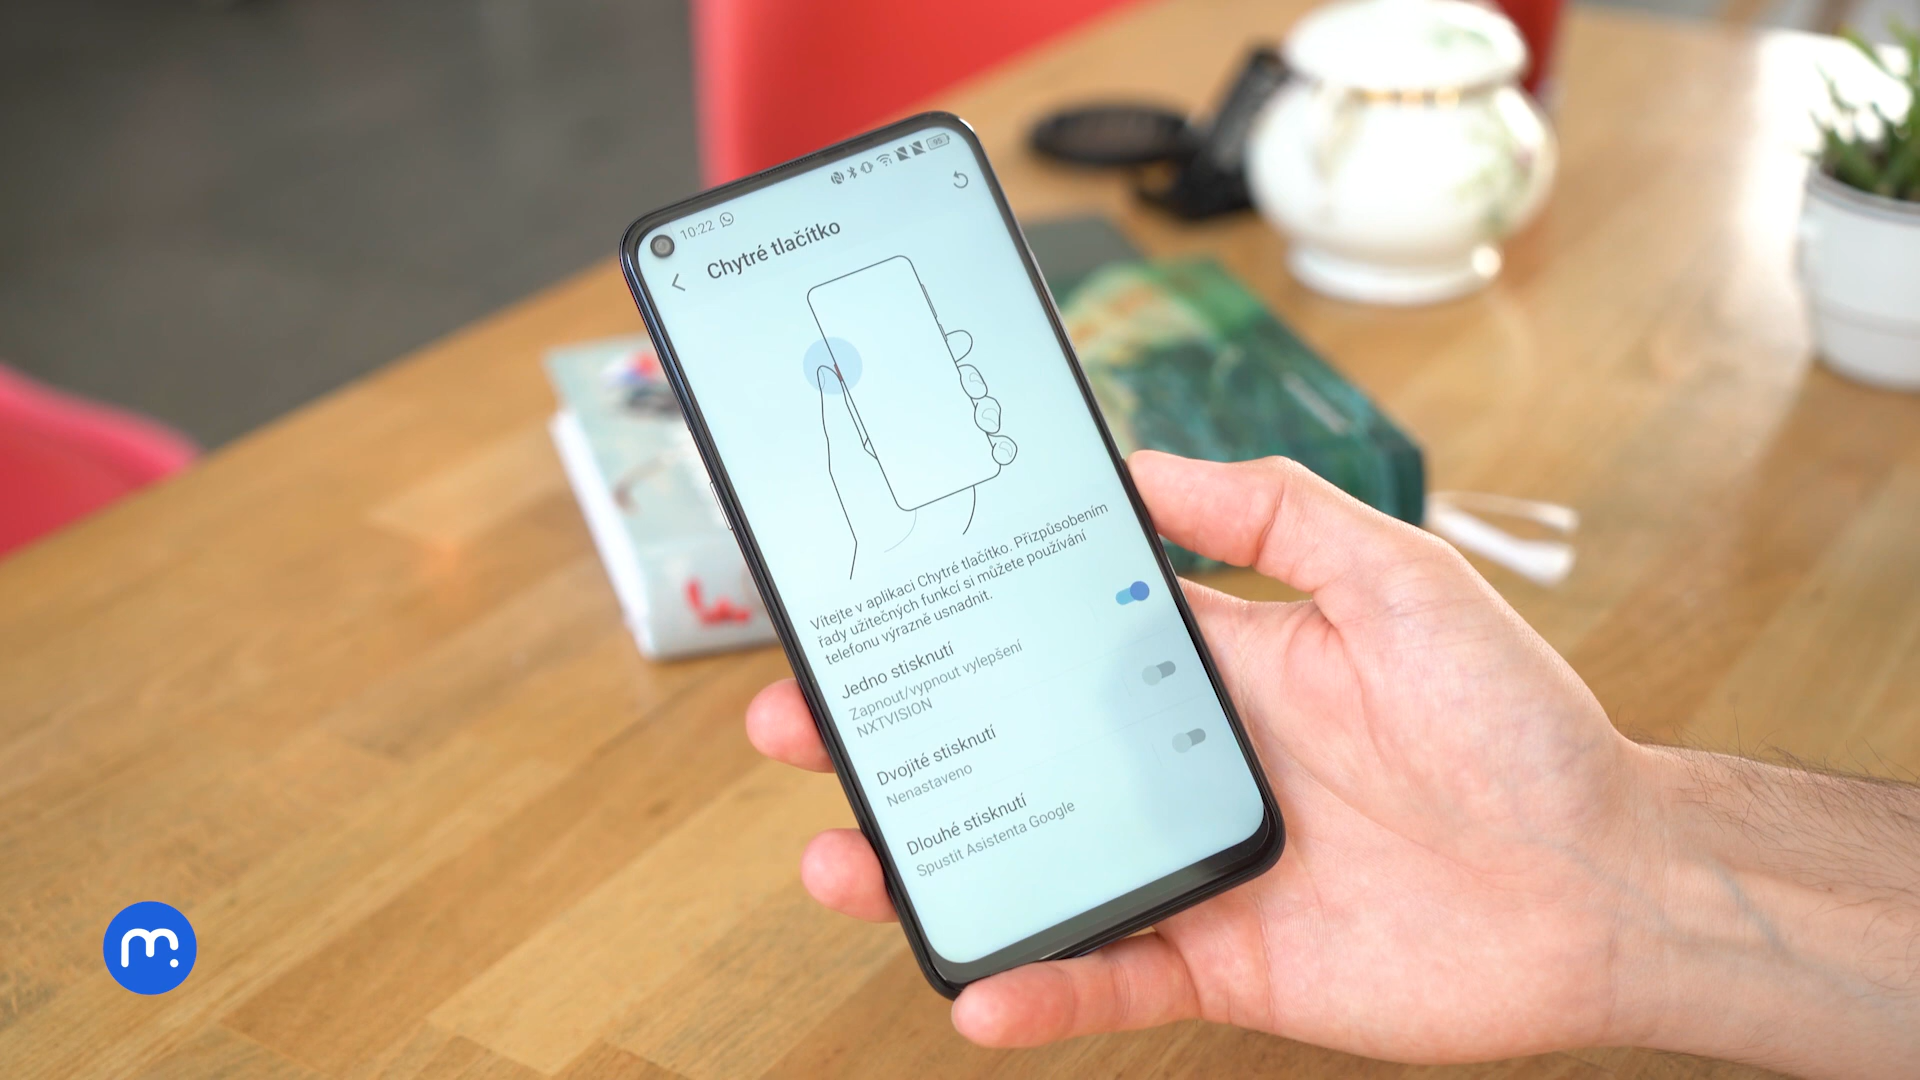 10:22
95
Chytré tlačítko
Vítejte v aplikaci Chytré tlačítko. Přizpůsobením
řady užitečných funkcí si můžete používání
telefonu výrazně usnadnit.
Jedno stisknutí
Zapnout/vypnout vylepšení
NXTVISION
Dvojité stisknutí
Nenastaveno
Dlouhé stisknutí
Spustit Asistenta Google
m.